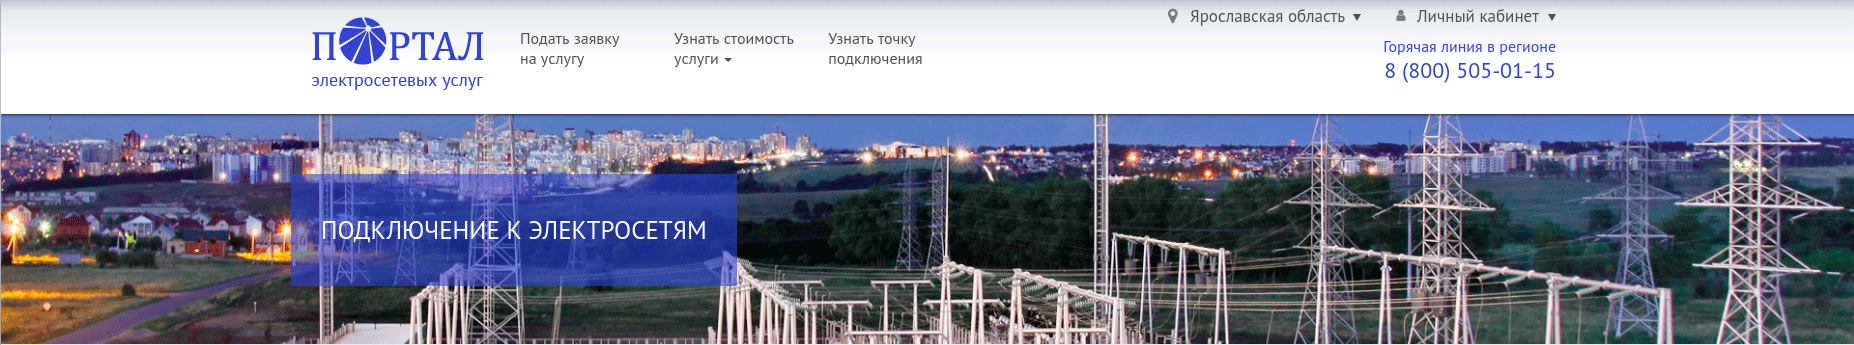 ПОРТАЛ
электросетевых услуг
Подать заявку
на услугу
Узнать стоимость
услуги
Узнать точку
подключения
Ярославская область
Личный кабинет
Горячая линия в регионе
8 (800) 505-01-15
ПОДКЛЮЧЕНИЕ К ЭЛЕКТРОСЕТЯМ